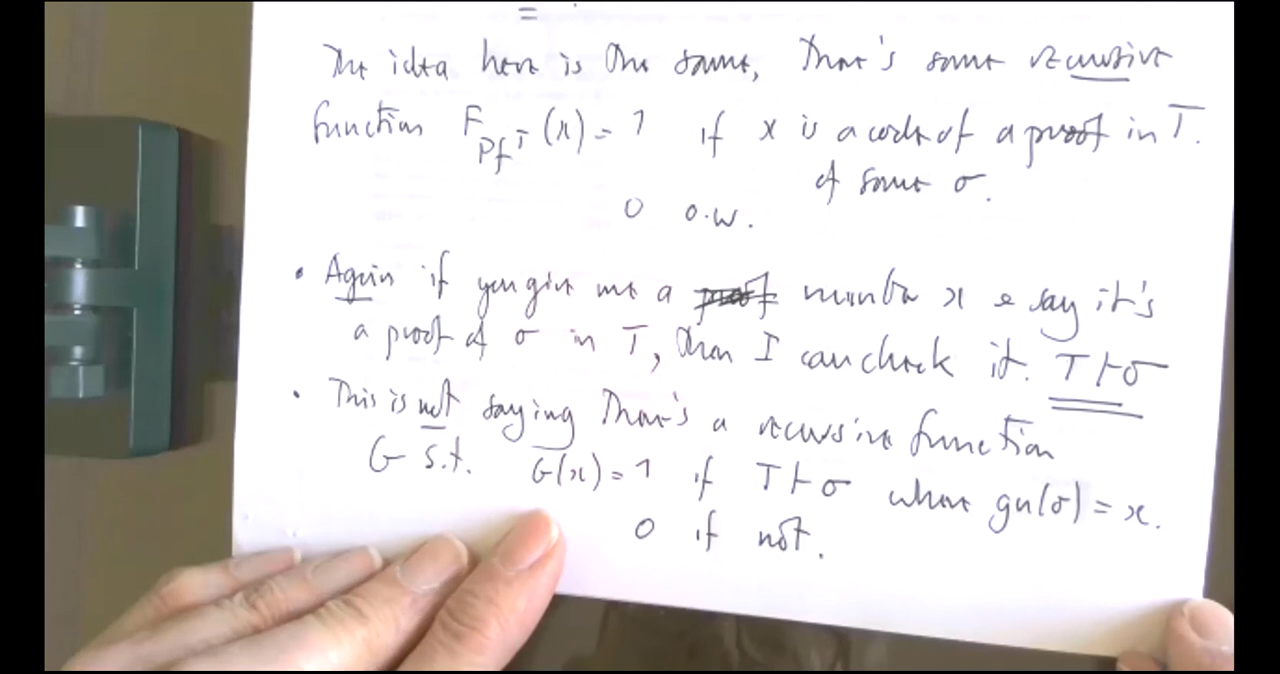 =
The idea here is the same, there's some recursive
function F_{Pf^T}(x) = 1 if x is a code of a proof in T.
of some σ.
0 o.w.
• Again if you give me a number x & say it's
a proof of σ in T, then I can check it. T ⊢ σ
• This is not saying there's a recursive function
G s.t. G(x) = 1 if T ⊢ σ where gn(σ) = x.
0 if not.